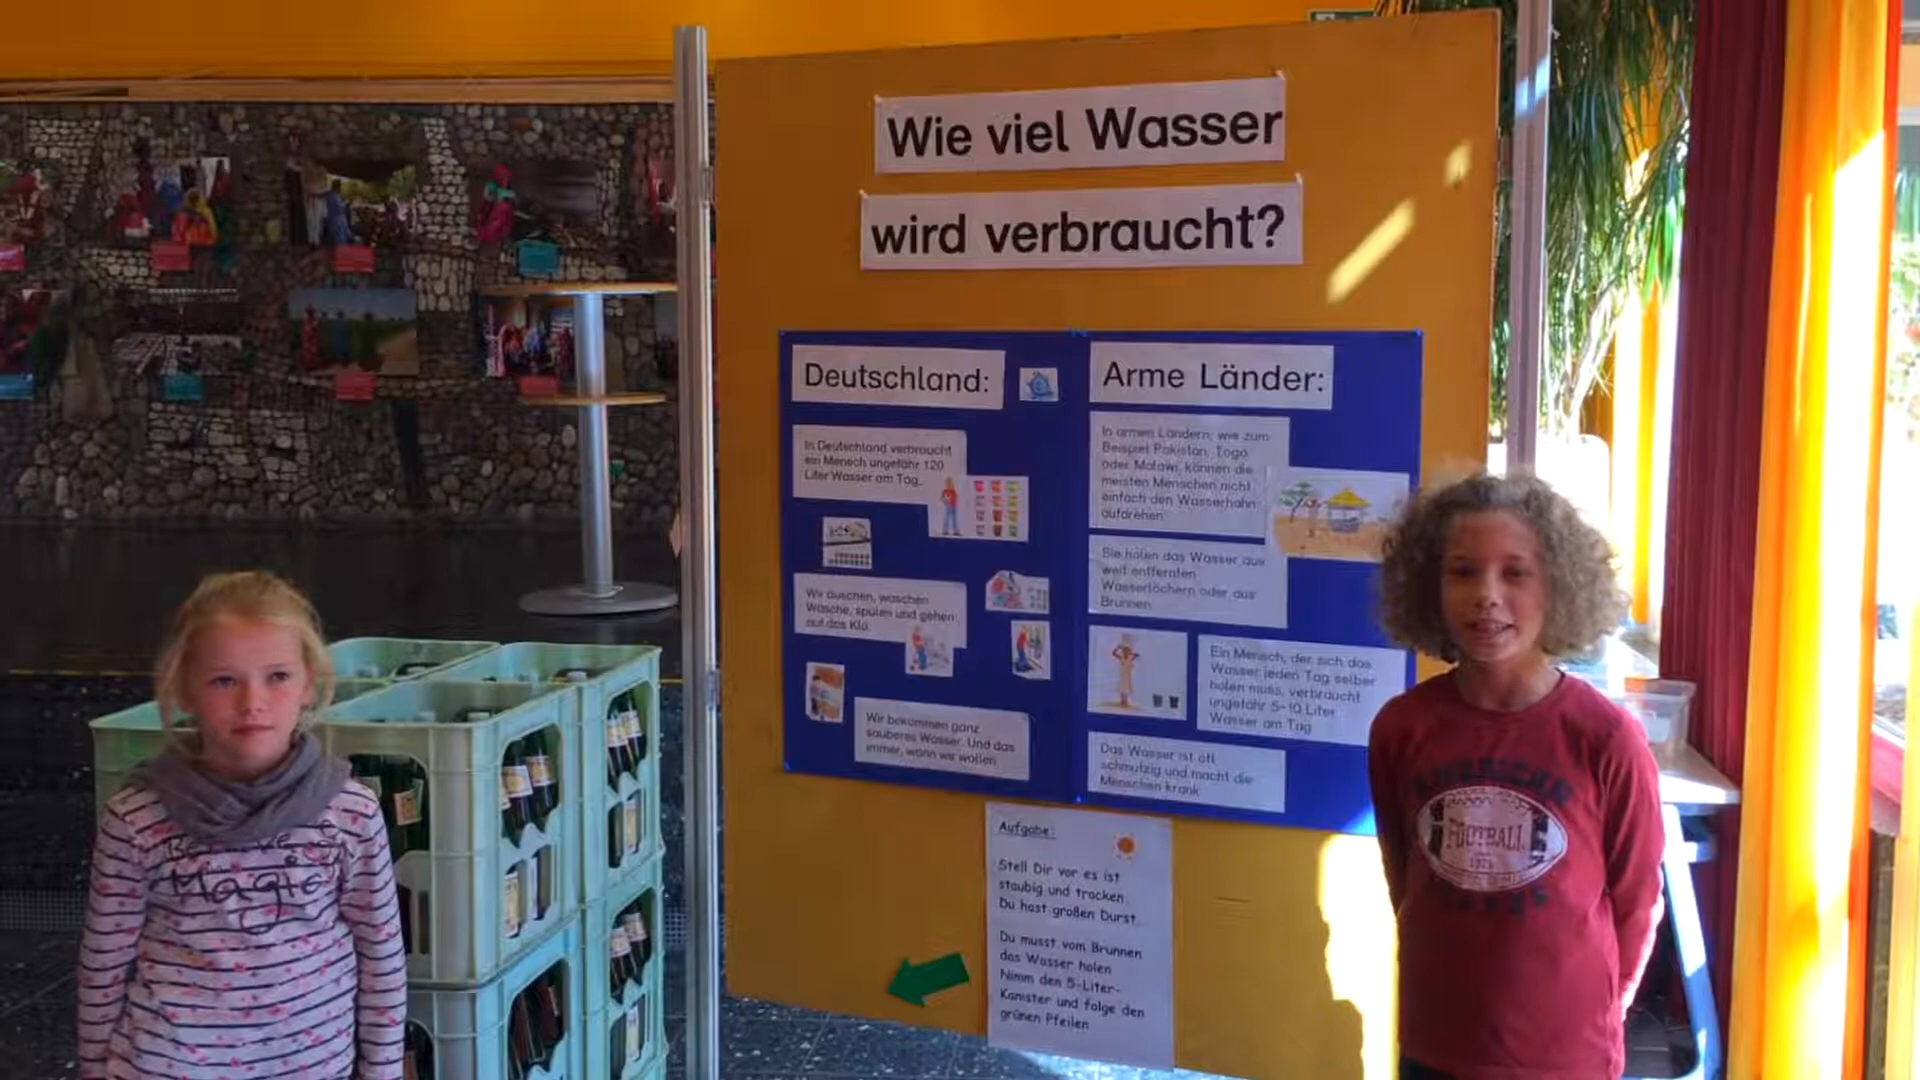 Wie viel Wasser
wird verbraucht?
Deutschland:
In Deutschland verbraucht
ein Mensch ungefähr 120
Liter Wasser am Tag.
Wir duschen, waschen
Wäsche, spülen und gehen
auf das Klo.
Wir bekommen ganz
sauberes Wasser. Und das
immer, wann wir wollen
Arme Länder:
In armen Ländern, wie zum
Beispiel Pakistan, Togo
oder Malawi, können die
meisten Menschen nicht
einfach den Wasserhahn
aufdrehen
Sie holen das Wasser aus
weit entfernten
Wasserlöchern oder aus
Brunnen
Ein Mensch, der sich das
Wasser jeden Tag selber
holen muss, verbraucht
ungefähr 5-10 Liter
Wasser am Tag
Das Wasser ist oft
schmutzig und macht die
Menschen krank
Aufgabe:
Stell Dir vor es ist
staubig und trocken.
Du hast großen Durst.
Du musst vom Brunnen
das Wasser holen
Nimm den 5-Liter-
Kanister und folge den
grünen Pfeilen
Magic
FOOTBALL